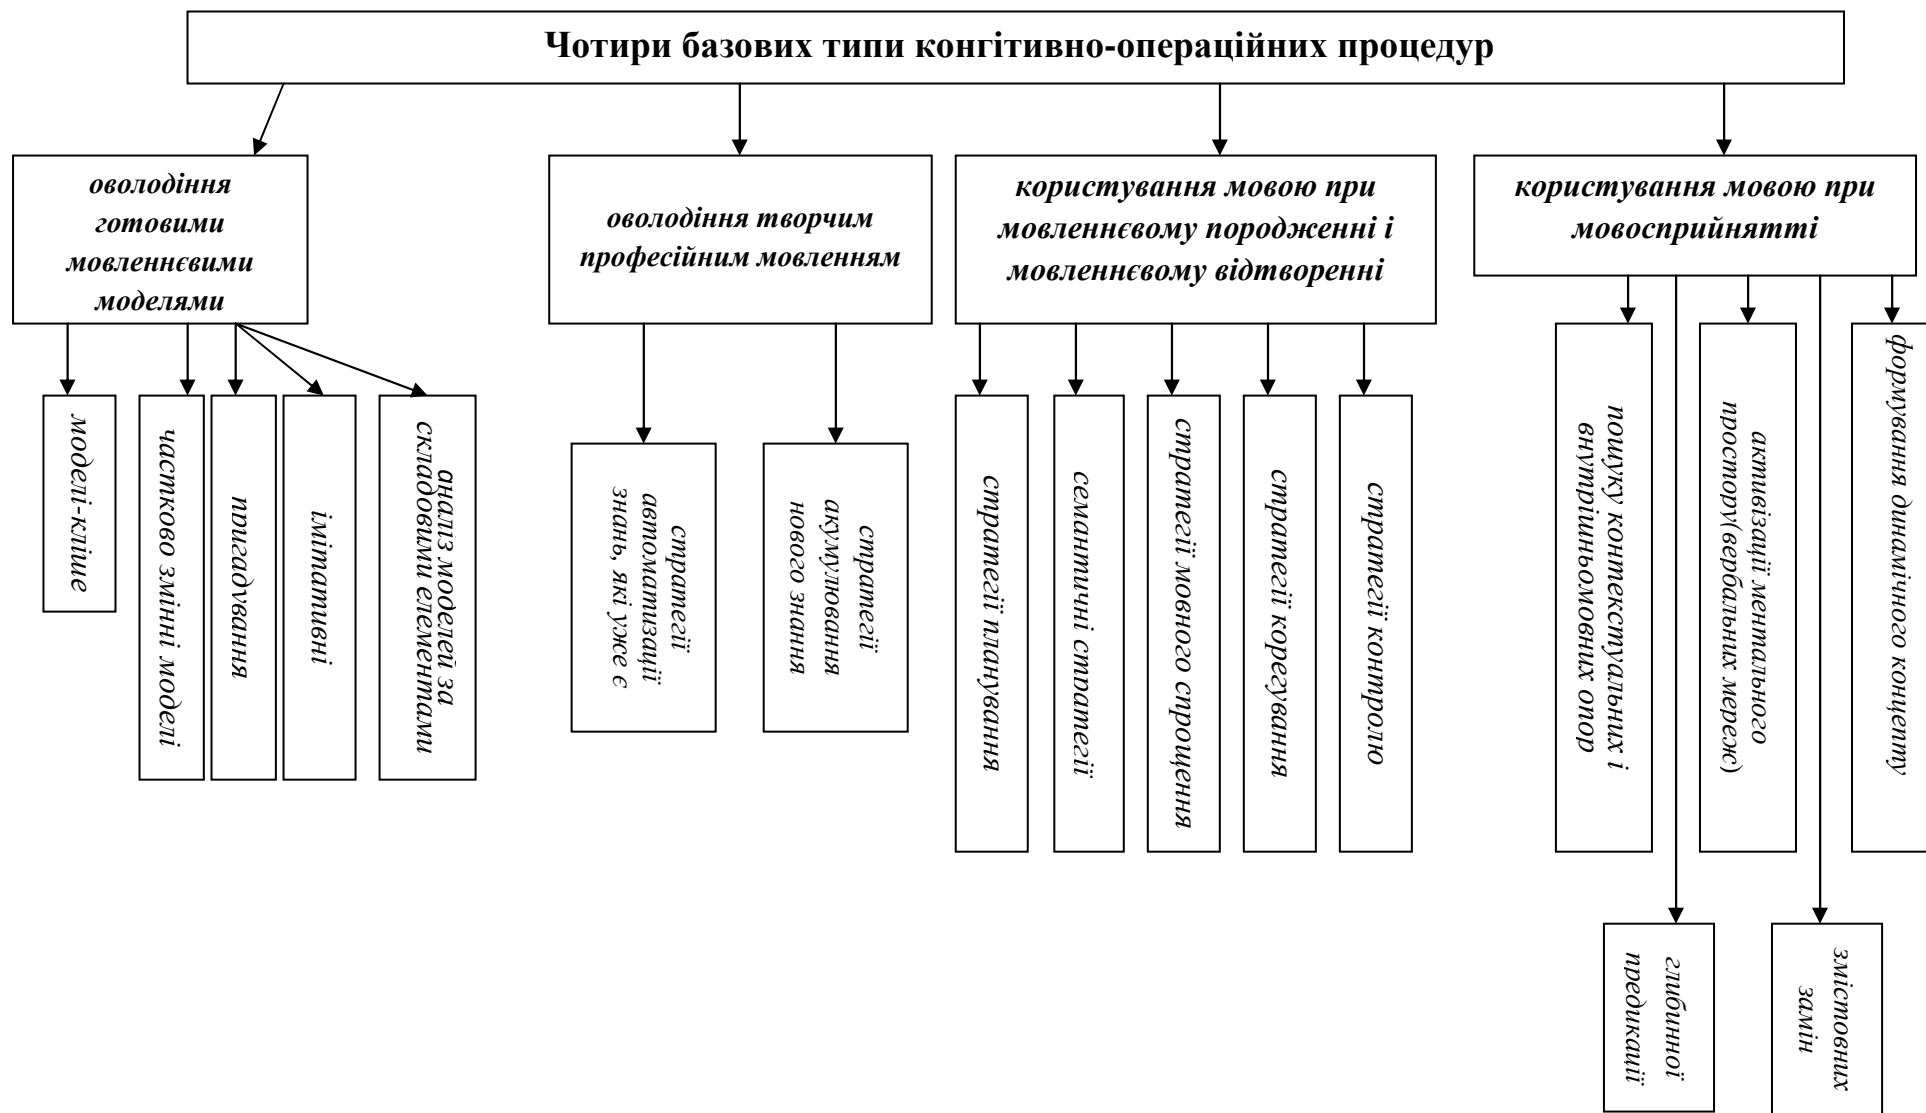 Чотири базових типи конгітивно-операційних процедур
оволодіння
готовими
мовленнєвими
моделями
оволодіння творчим
професійним мовленням
користування мовою при
мовленнєвому породженні і
мовленнєвому відтворенні
користування мовою при
мовосприйнятті
моделі-кліше
частково змінні моделі
пригадування
імітативні
анализ моделей за
складовими елементами
стратегії
автоматизації
знань, які уже є
стратегії
акумулювання
нового знання
стратегії планування
семантичні стратегії
стратегії мовного спрощення
стратегії корегування
стратегії контролю
пошуку контекстуальних і
внутрішньомовних опор
активізації ментального
простору(вербальних мереж)
формування динамічного концепту
глибинної
предикації
змістовних
замін